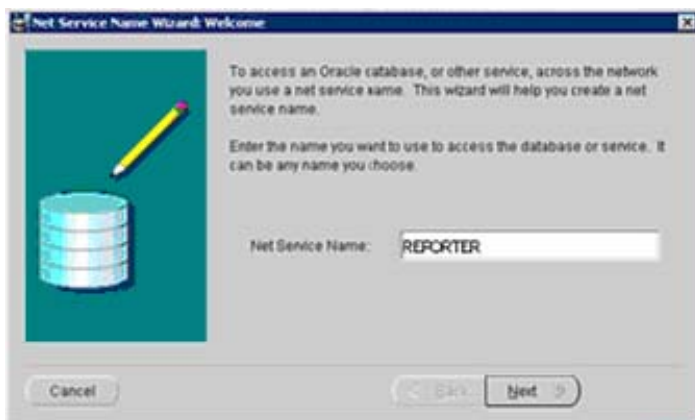 Net Service Name Wizard: Welcome
To access an Oracle catabase, or other service, across the network
you use a net service name. This wizard will help you create a net
service name.
Enter the name you want to use to access the database or service. It
can be any name you choose.
Net Service Name: REPORTER
Cancel
Back
Next